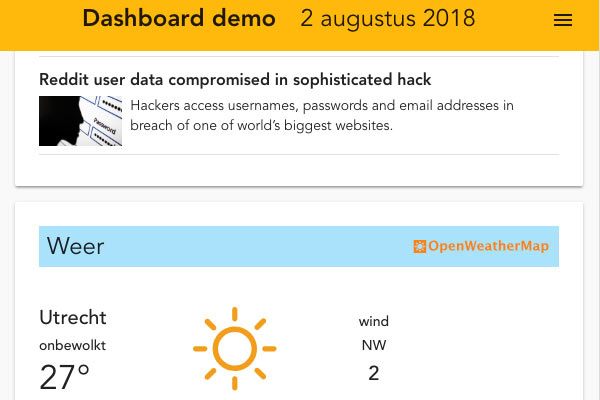 Dashboard demo 2 augustus 2018
Reddit user data compromised in sophisticated hack
Hackers access usernames, passwords and email addresses in
breach of one of world’s biggest websites.
Password
Weer
OpenWeatherMap
Utrecht
onbewolkt
27°
wind
NW
2